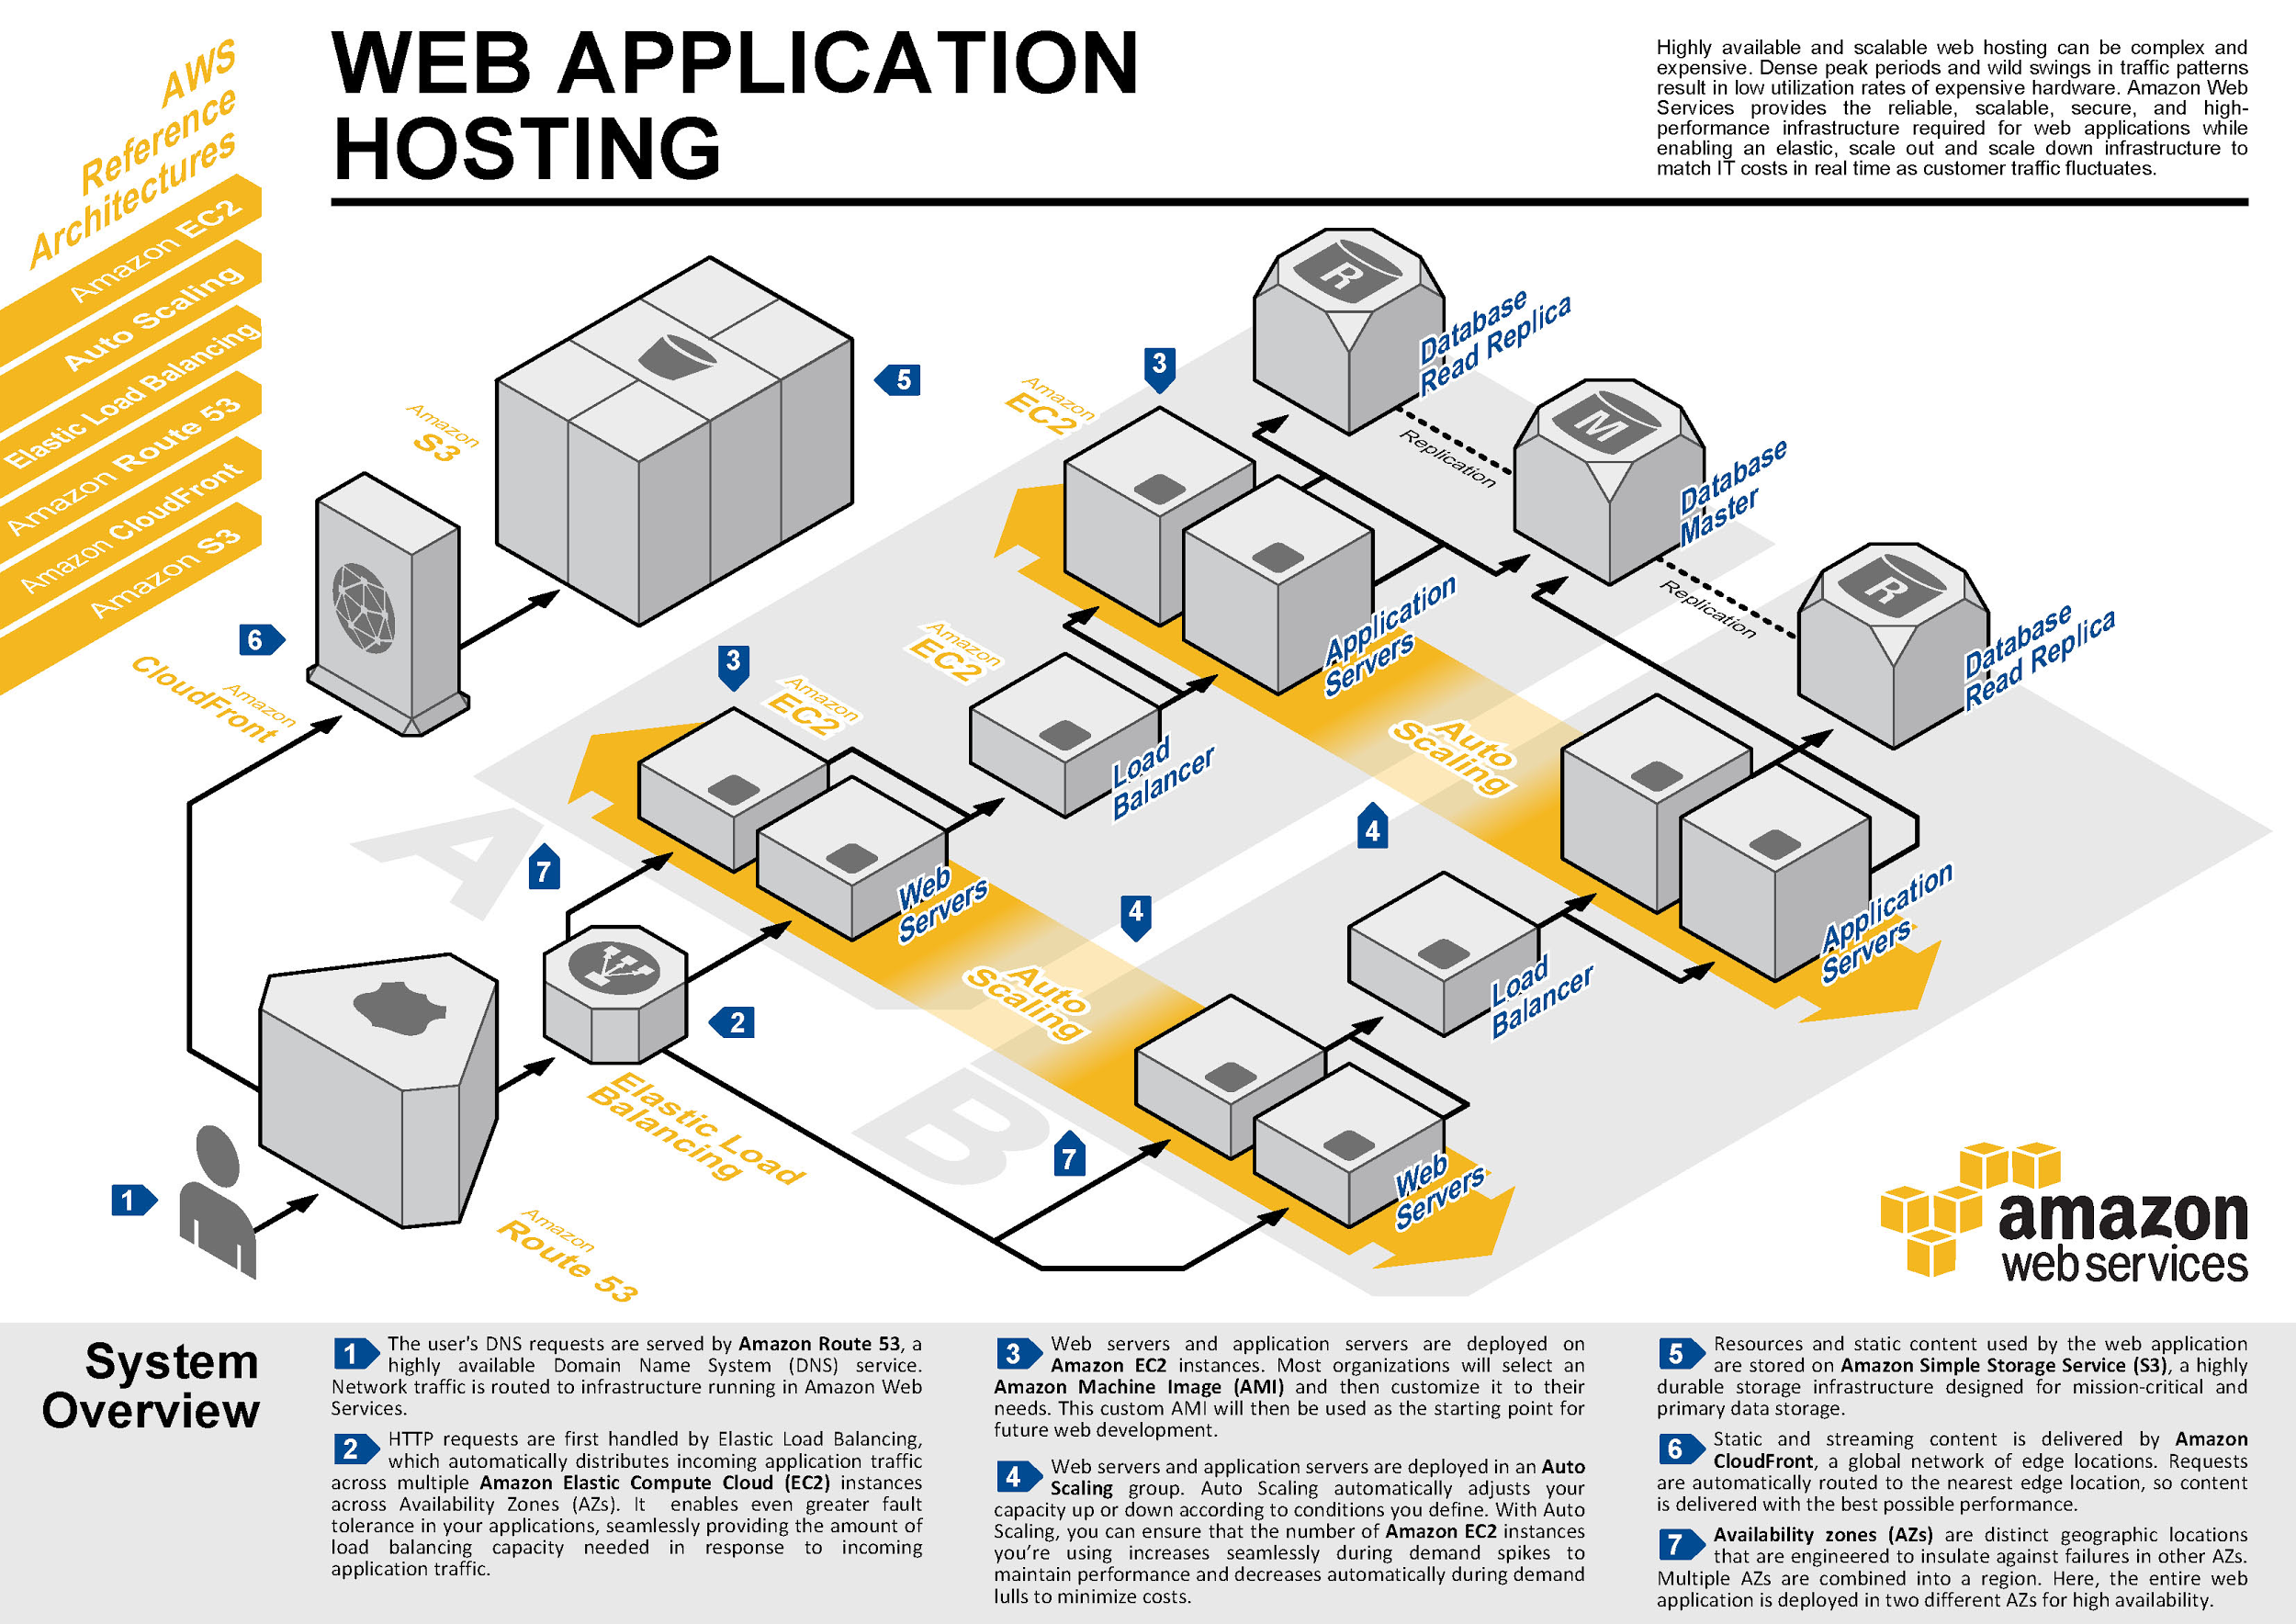 AWS
Reference
Architectures
Amazon EC2
Auto Scaling
Elastic Load Balancing
Amazon Route 53
Amazon CloudFront
Amazon S3
WEB APPLICATION
HOSTING
Highly available and scalable web hosting can be complex and
expensive. Dense peak periods and wild swings in traffic patterns
result in low utilization rates of expensive hardware. Amazon Web
Services provides the reliable, scalable, secure, and high-
performance infrastructure required for web applications while
enabling an elastic, scale out and scale down infrastructure to
match IT costs in real time as customer traffic fluctuates.
R
Database
Read Replica
3
5
Amazon
EC2
Amazon
S3
M
Replication
Database
Master
R
Replication
Database
Read Replica
6
Amazon
CloudFront
3
Amazon
EC2
Amazon
EC2
Application
Servers
Load
Balancer
Auto
Scaling
4
A
7
Web
Servers
4
Application
Servers
Load
Balancer
Auto
Scaling
2
Elastic Load
Balancing
B
7
Web
Servers
1
Amazon
Route 53
amazon
web services
System
Overview
1 The user's DNS requests are served by Amazon Route 53, a
highly available Domain Name System (DNS) service.
Network traffic is routed to infrastructure running in Amazon Web
Services.
2 HTTP requests are first handled by Elastic Load Balancing,
which automatically distributes incoming application traffic
across multiple Amazon Elastic Compute Cloud (EC2) instances
across Availability Zones (AZs). It enables even greater fault
tolerance in your applications, seamlessly providing the amount of
load balancing capacity needed in response to incoming
application traffic.
3 Web servers and application servers are deployed on
Amazon EC2 instances. Most organizations will select an
Amazon Machine Image (AMI) and then customize it to their
needs. This custom AMI will then be used as the starting point for
future web development.
4 Web servers and application servers are deployed in an Auto
Scaling group. Auto Scaling automatically adjusts your
capacity up or down according to conditions you define. With Auto
Scaling, you can ensure that the number of Amazon EC2 instances
you're using increases seamlessly during demand spikes to
maintain performance and decreases automatically during demand
lulls to minimize costs.
5 Resources and static content used by the web application
are stored on Amazon Simple Storage Service (S3), a highly
durable storage infrastructure designed for mission-critical and
primary data storage.
6 Static and streaming content is delivered by Amazon
CloudFront, a global network of edge locations. Requests
are automatically routed to the nearest edge location, so content
is delivered with the best possible performance.
7 Availability zones (AZs) are distinct geographic locations
that are engineered to insulate against failures in other AZs.
Multiple AZs are combined into a region. Here, the entire web
application is deployed in two different AZs for high availability.